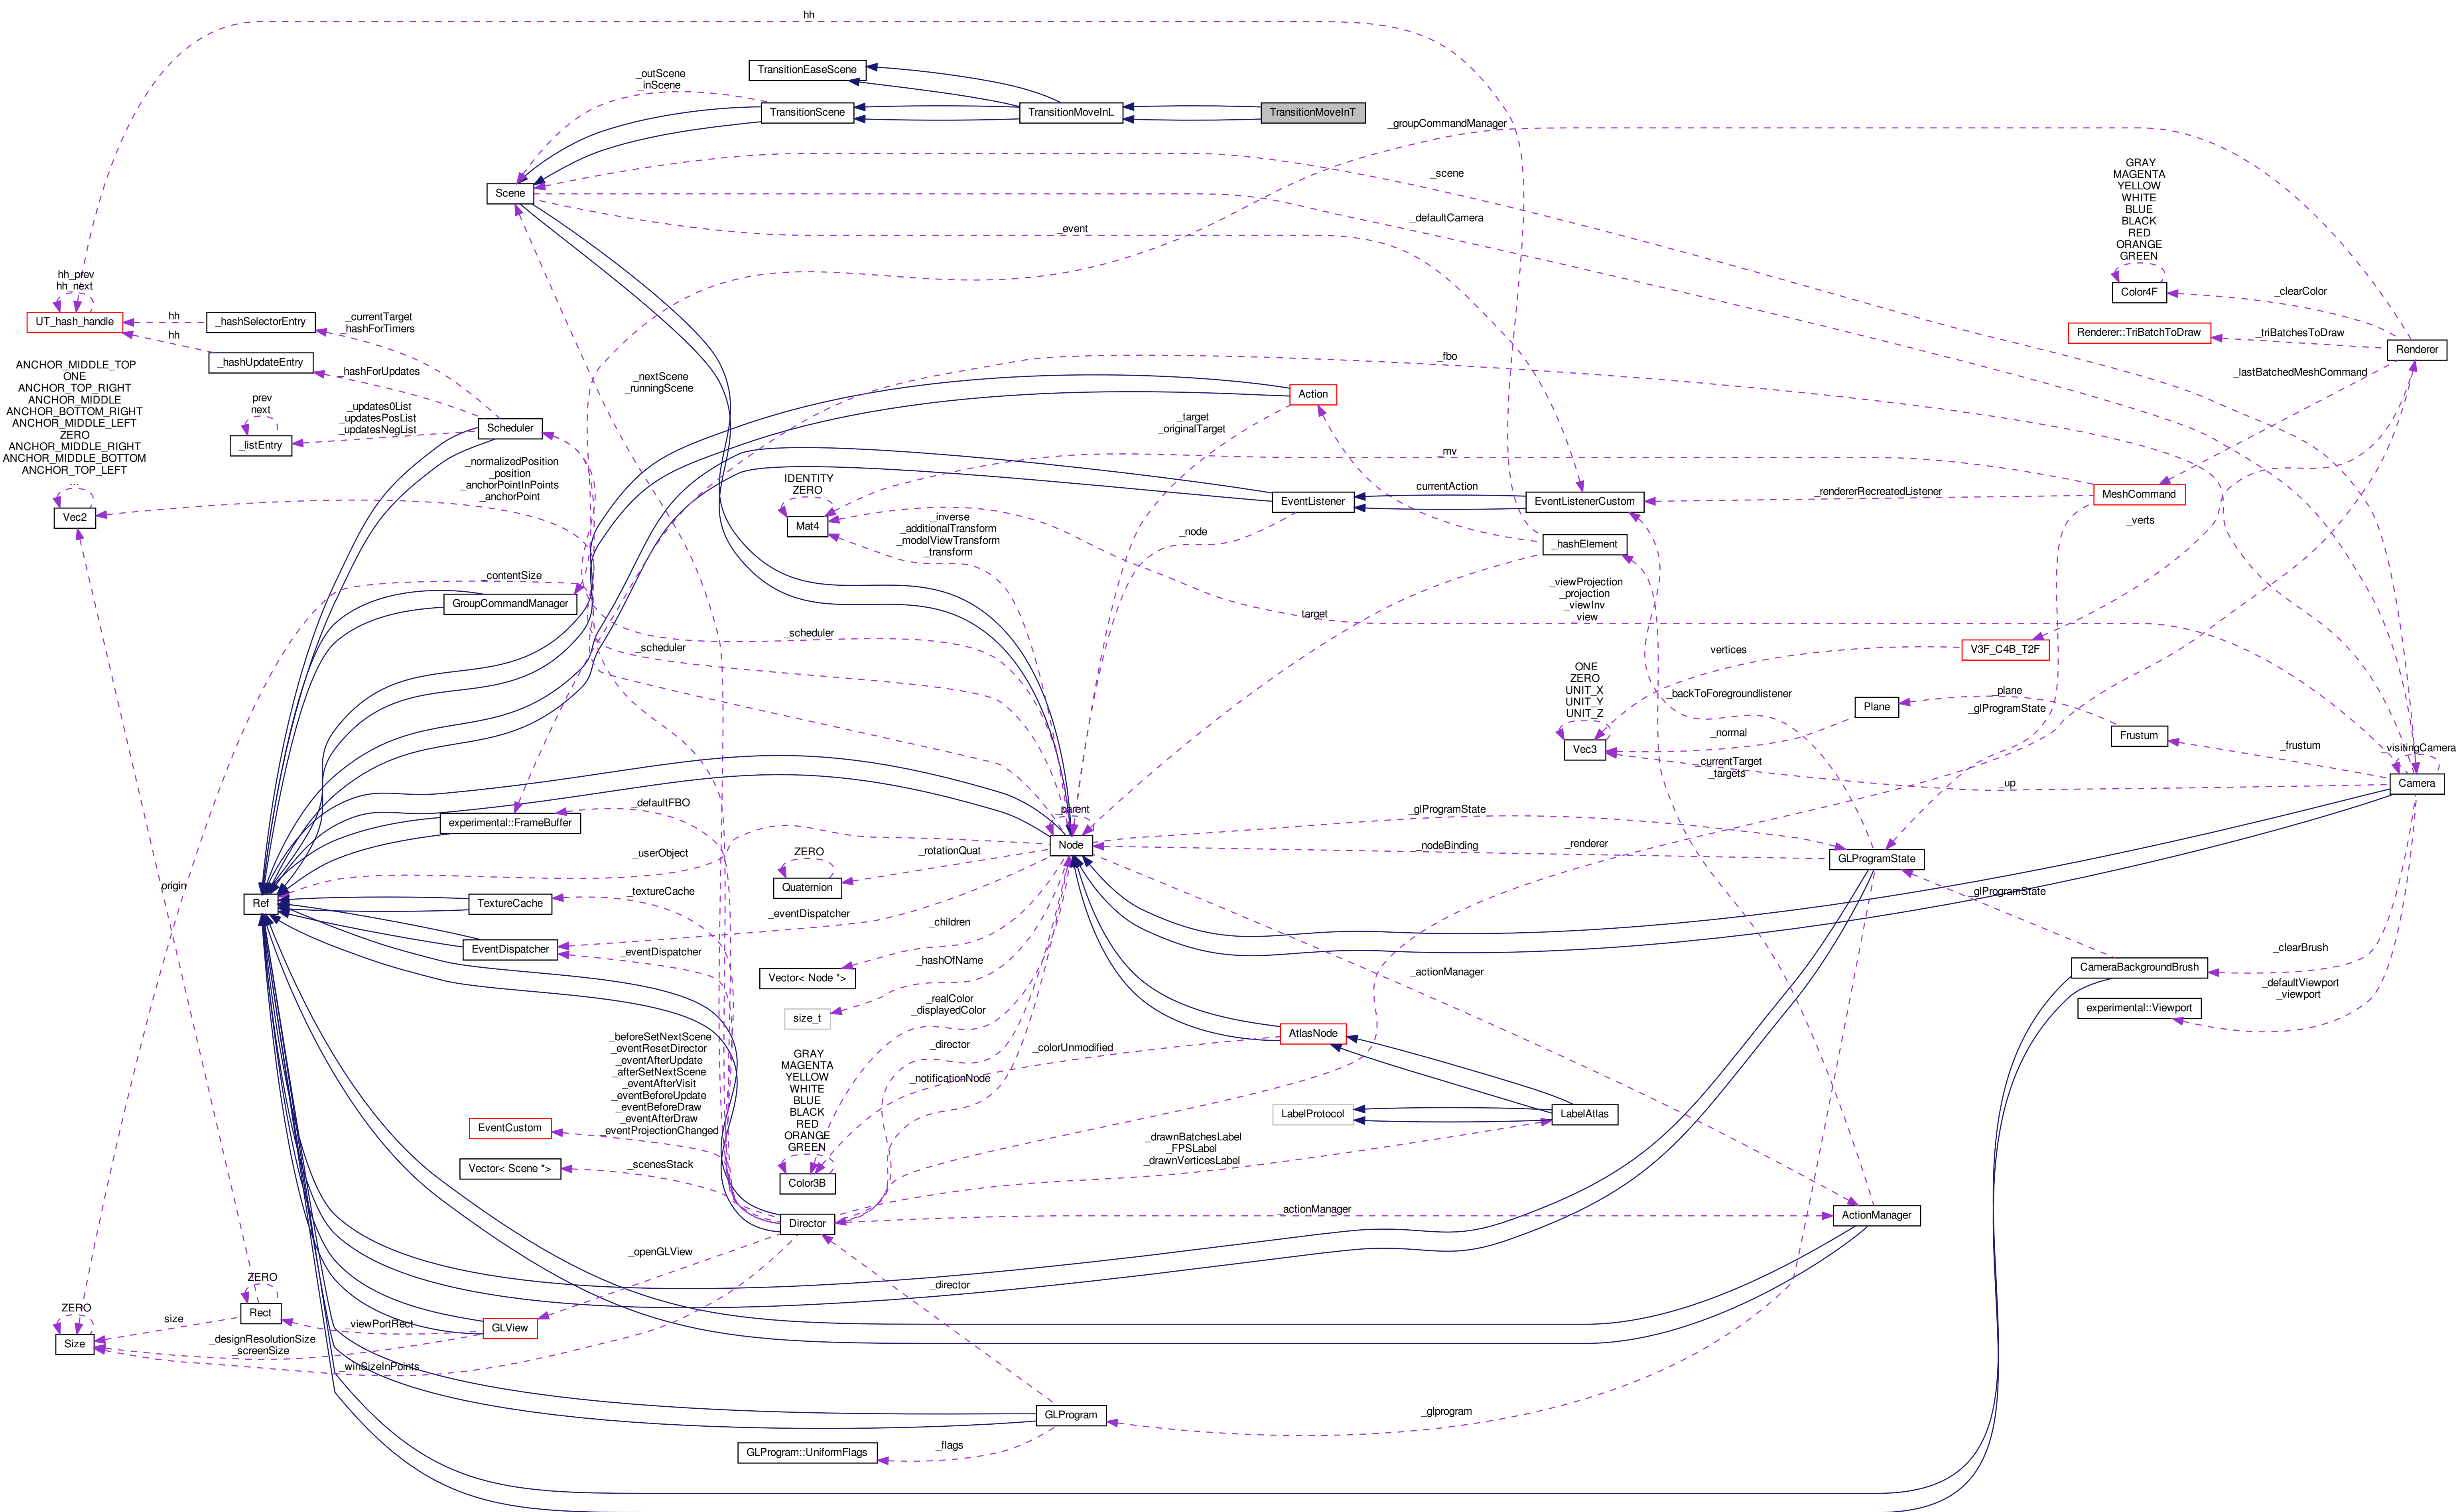 hh
TransitionEaseScene
_outScene
_inScene
TransitionScene
TransitionMoveInL
TransitionMoveInT
_groupCommandManager
GRAY
MAGENTA
YELLOW
WHITE
BLUE
BLACK
RED
ORANGE
GREEN
_scene
Scene
_defaultCamera
_event
hh_prev
hh_next
Color4F
_clearColor
UT_hash_handle
hh
_hashSelectorEntry
_currentTarget
_hashForTimers
Renderer::TriBatchToDraw
_triBatchesToDraw
Renderer
hh
_hashUpdateEntry
_hashForUpdates
_fbo
_lastBatchedMeshCommand
ANCHOR_MIDDLE_TOP
ONE
ANCHOR_TOP_RIGHT
ANCHOR_MIDDLE
ANCHOR_BOTTOM_RIGHT
ANCHOR_MIDDLE_LEFT
ZERO
ANCHOR_MIDDLE_RIGHT
ANCHOR_MIDDLE_BOTTOM
ANCHOR_TOP_LEFT
...
_nextScene
_runningScene
Action
prev
next
_listEntry
_updates0List
_updatesPosList
_updatesNegList
Scheduler
_target
_originalTarget
_mv
_normalizedPosition
_position
_anchorPointInPoints
_anchorPoint
IDENTITY
ZERO
currentAction
_rendererRecreatedListener
MeshCommand
EventListener
EventListenerCustom
Vec2
Mat4
_inverse
_additionalTransform
_modelViewTransform
_transform
_node
_verts
_hashElement
_contentSize
GroupCommandManager
_viewProjection
_projection
_viewInv
_view
target
_scheduler
_scheduler
V3F_C4B_T2F
vertices
ONE
ZERO
UNIT_X
UNIT_Y
UNIT_Z
_backToForegroundlistener
_plane
Plane
_glProgramState
_normal
Frustum
Vec3
_frustum
_visitingCamera
_currentTarget
_targets
_up
Camera
_defaultFBO
experimental::FrameBuffer
_parent
_glProgramState
Node
_nodeBinding
_renderer
_userObject
_rotationQuat
ZERO
Quaternion
GLProgramState
_glProgramState
Ref
_textureCache
TextureCache
_eventDispatcher
_children
EventDispatcher
_eventDispatcher
_hashOfName
Vector< Node *>
_actionManager
_clearBrush
CameraBackgroundBrush
_defaultViewport
_viewport
experimental::Viewport
_realColor
_displayedColor
size_t
origin
_beforeSetNextScene
_eventResetDirector
_eventAfterUpdate
_afterSetNextScene
_eventAfterVisit
_eventBeforeUpdate
_eventBeforeDraw
_eventAfterDraw
_eventProjectionChanged
_director
_colorUnmodified
AtlasNode
GRAY
MAGENTA
YELLOW
WHITE
BLUE
BLACK
RED
ORANGE
GREEN
_notificationNode
LabelProtocol
LabelAtlas
EventCustom
_drawnBatchesLabel
_FPSLabel
_drawnVerticesLabel
Vector< Scene *>
_scenesStack
Color3B
Director
_actionManager
ActionManager
_openGLView
ZERO
_director
Rect
ZERO
size
_viewPortRect
GLView
Size
_designResolutionSize
_screenSize
_winSizeInPoints
GLProgram
_glprogram
GLProgram::UniformFlags
_flags